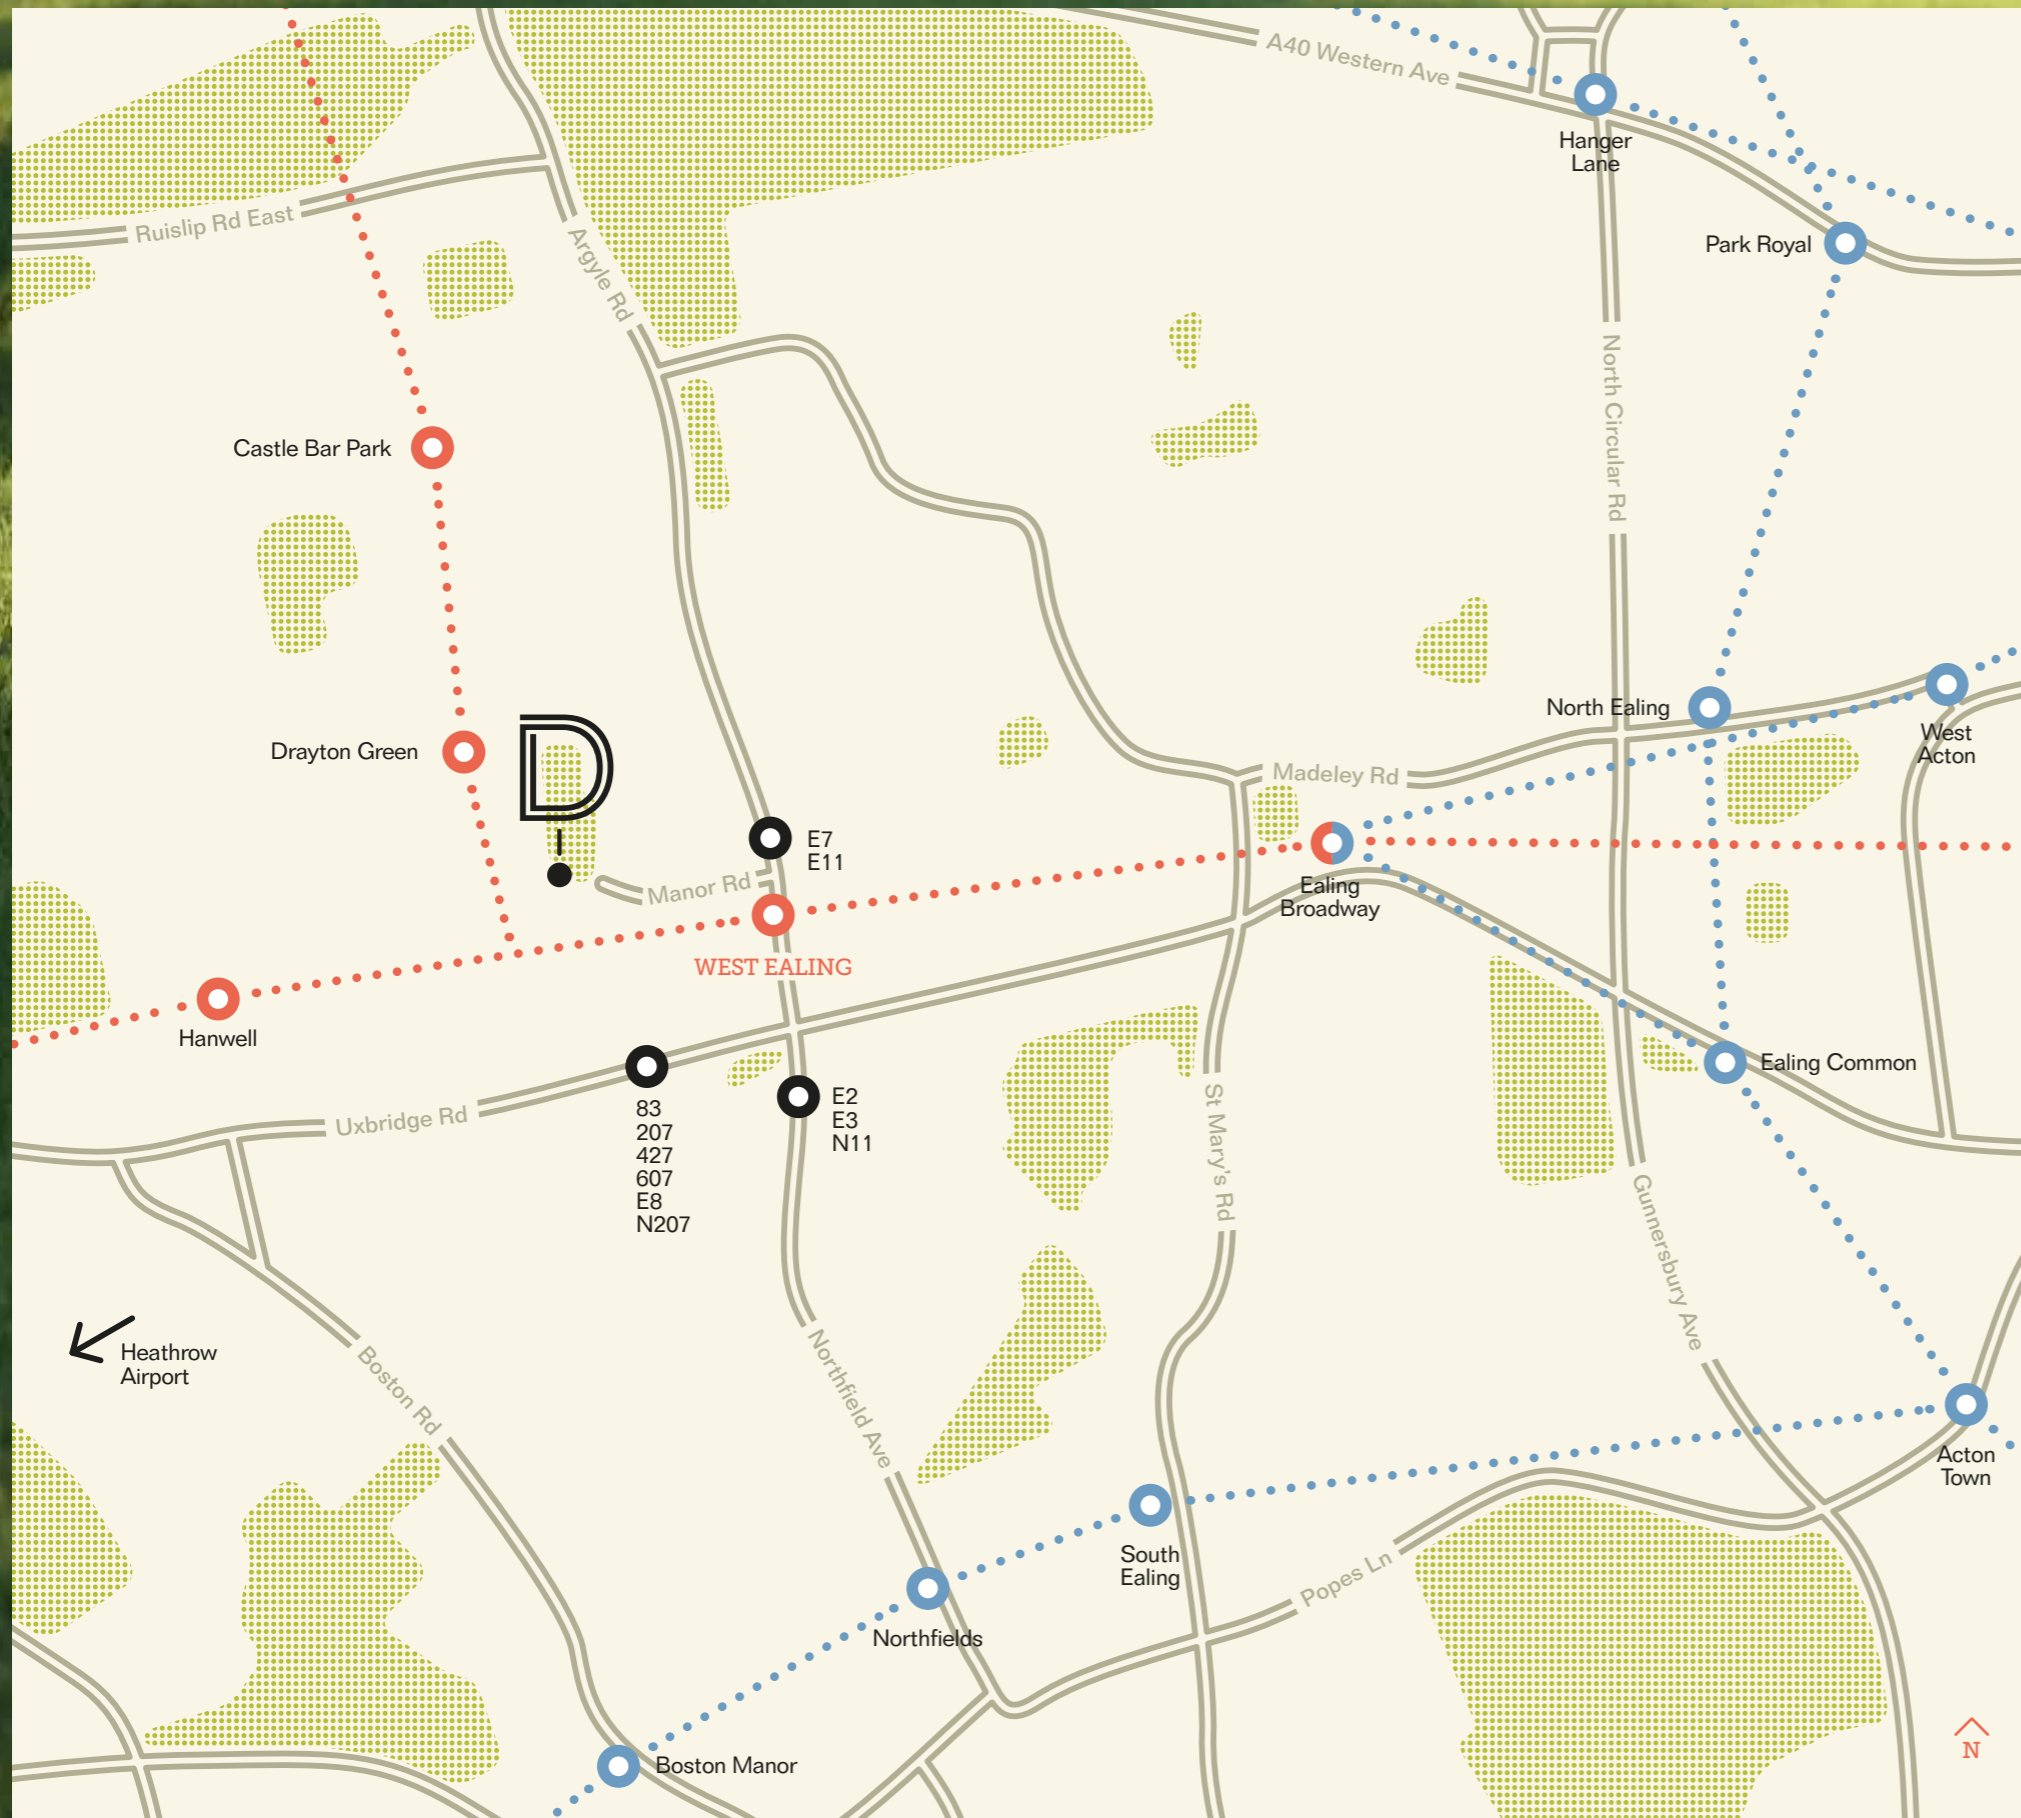 A40 Western Ave
Hanger
Lane
Ruislip Rd East
Argyle Rd
Park Royal
North Circular Rd
Castle Bar Park
North Ealing
West
Acton
Drayton Green
D
Madeley Rd
E7
E11
Manor Rd
Ealing
Broadway
WEST EALING
Hanwell
Ealing Common
Uxbridge Rd
83
207
427
607
E8
N207
E2
E3
N11
St Mary's Rd
Gunnersbury Ave
Heathrow
Airport
Boston Rd
Northfield Ave
Acton
Town
South
Ealing
Popes Ln
Northfields
Boston Manor
N